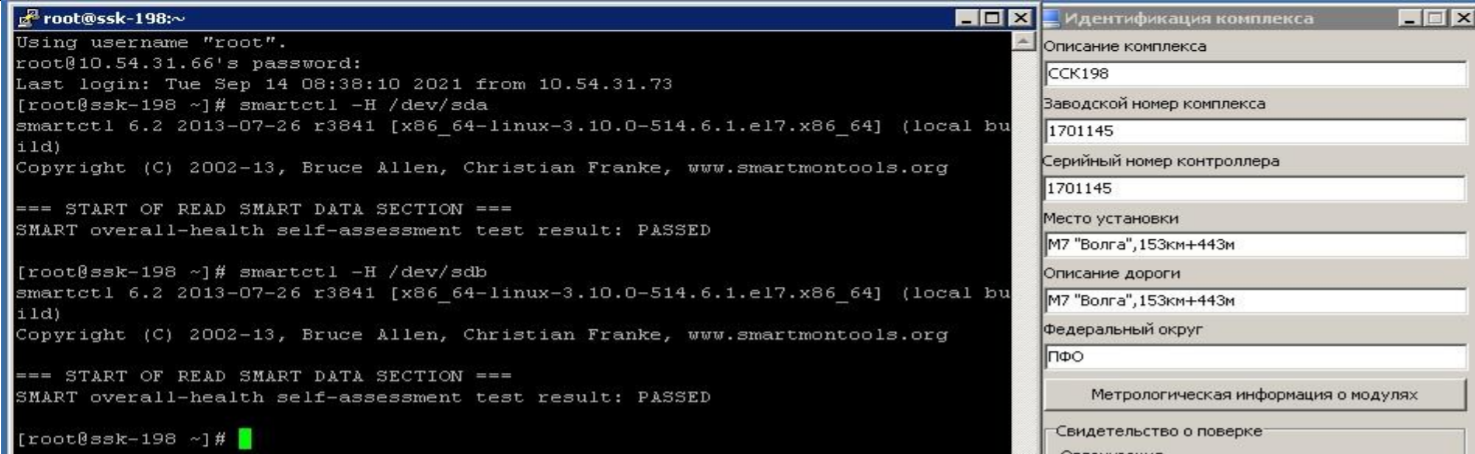 root@ssk-198:~
Using username "root".
root@10.54.31.66's password:
Last login: Tue Sep 14 08:38:10 2021 from 10.54.31.73
[root@ssk-198 ~]# smartctl -H /dev/sda
smartctl 6.2 2013-07-26 r3841 [x86_64-linux-3.10.0-514.6.1.el7.x86_64] (local bu
ild)
Copyright (C) 2002-13, Bruce Allen, Christian Franke, www.smartmontools.org
=== START OF READ SMART DATA SECTION ===
SMART overall-health self-assessment test result: PASSED
[root@ssk-198 ~]# smartctl -H /dev/sdb
smartctl 6.2 2013-07-26 r3841 [x86_64-linux-3.10.0-514.6.1.el7.x86_64] (local bu
ild)
Copyright (C) 2002-13, Bruce Allen, Christian Franke, www.smartmontools.org
=== START OF READ SMART DATA SECTION ===
SMART overall-health self-assessment test result: PASSED
[root@ssk-198 ~]#
Идентификация комплекса
Описание комплекса
ССК198
Заводской номер комплекса
1701145
Серийный номер контроллера
1701145
Место установки
М7 "Волга",153км+443м
Описание дороги
М7 "Волга",153км+443м
Федеральный округ
ПФО
Метрологическая информация о модулях
Свидетельство о поверке